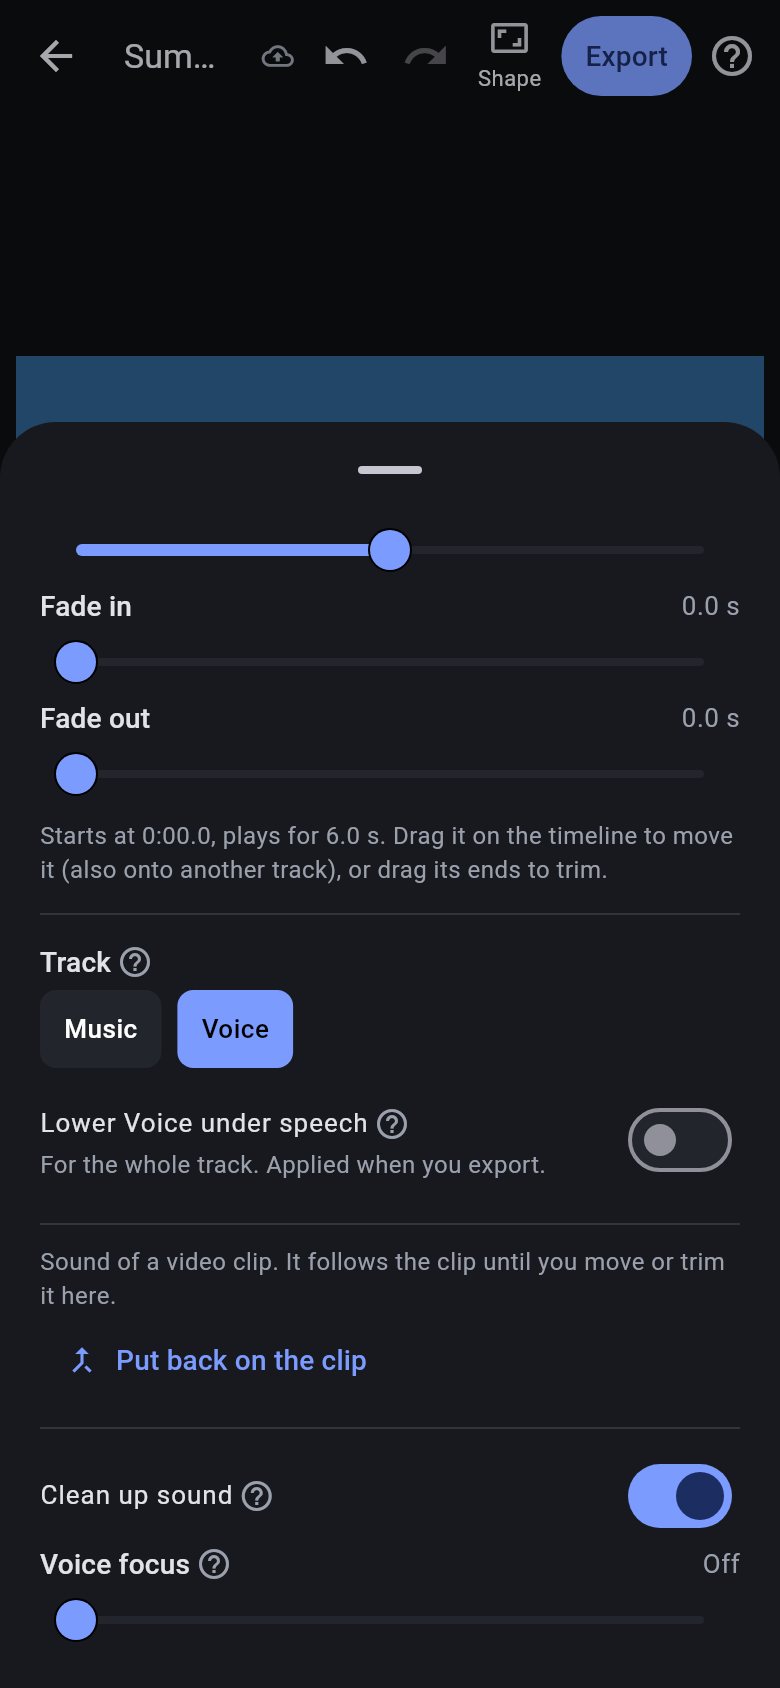 Sum...
Shape
Export
Fade in
0.0 s
Fade out
0.0 s
Starts at 0:00.0, plays for 6.0 s. Drag it on the timeline to move
it (also onto another track), or drag its ends to trim.
Track
Music
Voice
Lower Voice under speech
For the whole track. Applied when you export.
Sound of a video clip. It follows the clip until you move or trim
it here.
Put back on the clip
Clean up sound
Voice focus
Off